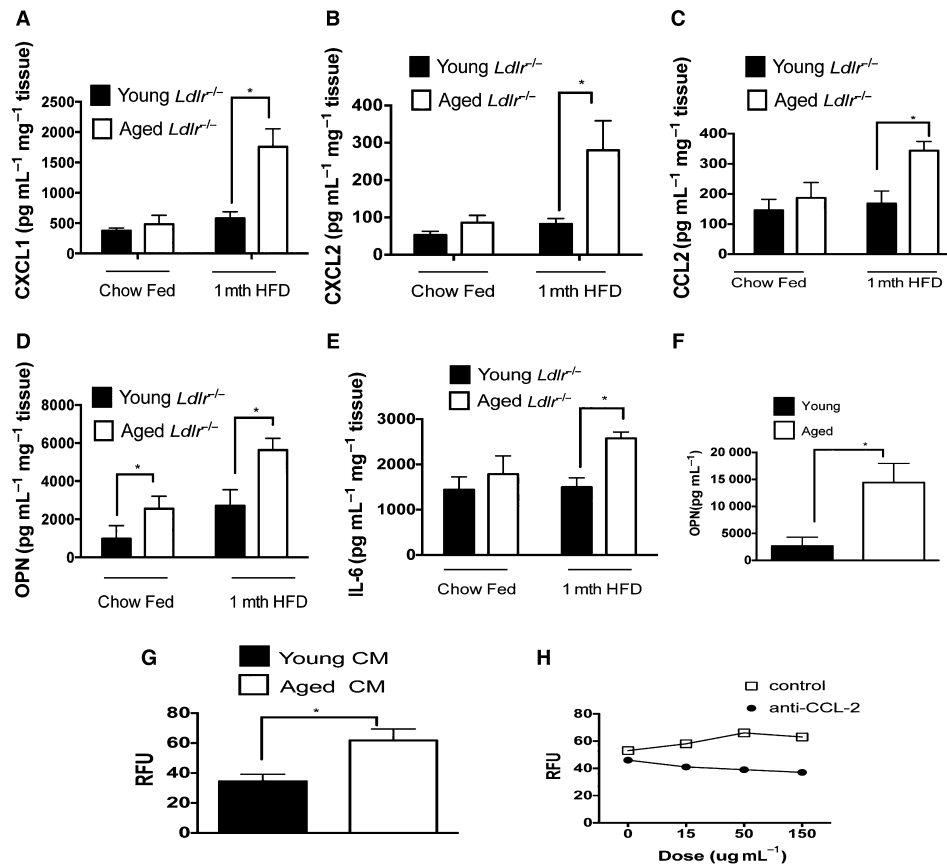 A
CXCL1 (pg mL⁻¹ mg⁻¹ tissue)
Young Ldlr⁻/⁻
Aged Ldlr⁻/⁻
2500
2000
1500
1000
500
0
*
Chow Fed
1 mth HFD
B
CXCL2 (pg mL⁻¹ mg⁻¹ tissue)
Young Ldlr⁻/⁻
Aged Ldlr⁻/⁻
400
300
200
100
0
*
Chow Fed
1 mth HFD
C
CCL2 (pg mL⁻¹ mg⁻¹ tissue)
Young Ldlr⁻/⁻
Aged Ldlr⁻/⁻
400
300
200
100
0
*
Chow Fed
1 mth HFD
D
OPN (pg mL⁻¹ mg⁻¹ tissue)
Young Ldlr⁻/⁻
Aged Ldlr⁻/⁻
8000
6000
4000
2000
0
*
*
Chow Fed
1 mth HFD
E
IL-6 (pg mL⁻¹ mg⁻¹ tissue)
Young Ldlr⁻/⁻
Aged Ldlr⁻/⁻
3000
2000
1000
0
*
Chow Fed
1 mth HFD
F
OPN(pg mL⁻¹)
Young
Aged
20 000
15 000
10 000
5000
0
*
G
RFU
Young CM
Aged CM
80
60
40
20
0
*
H
RFU
control
anti-CCL-2
80
60
40
20
0
0 15 50 150
Dose (ug mL⁻¹)